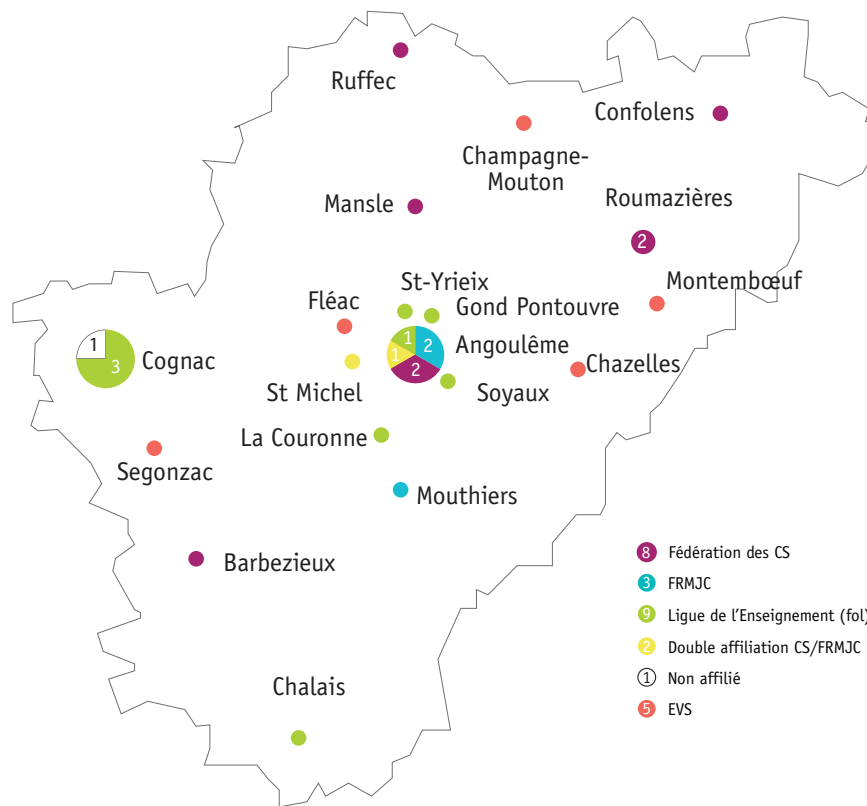 Ruffec
Confolens
Champagne-
Mouton
Mansle
Roumazières
2
St-Yrieix
Montembœuf
Fléac
Gond Pontouvre
1
3
Cognac
1
2
1
2
Angoulême
St Michel
Soyaux
Chazelles
La Couronne
Segonzac
Mouthiers
Barbezieux
Chalais
8 Fédération des CS
3 FRMJC
9 Ligue de l'Enseignement (fol)
2 Double affiliation CS/FRMJC
1 Non affilié
5 EVS